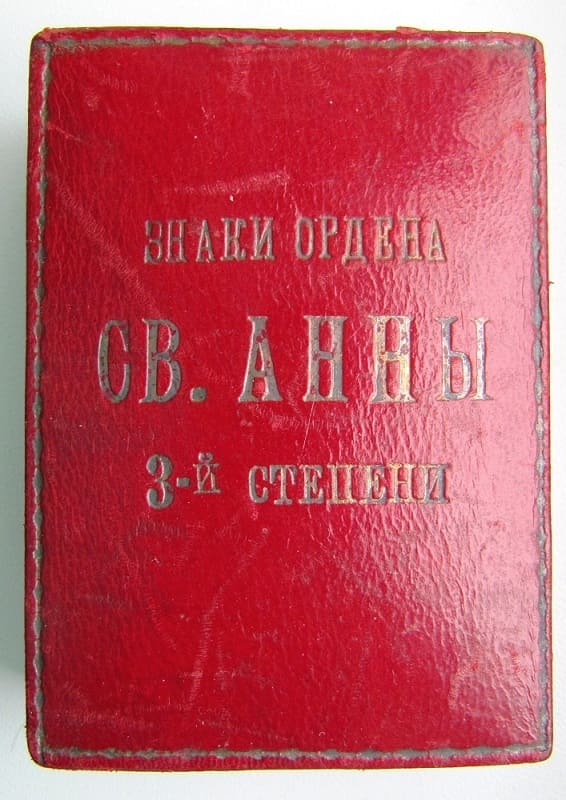 ЗНАКИ ОРДЕНА
СВ. АННЫ
3-й СТЕПЕНИ